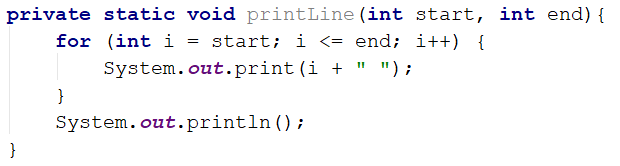 private static void printLine(int start, int end){
    for (int i = start; i <= end; i++) {
        System.out.print(i + " ");
    }
    System.out.println();
}